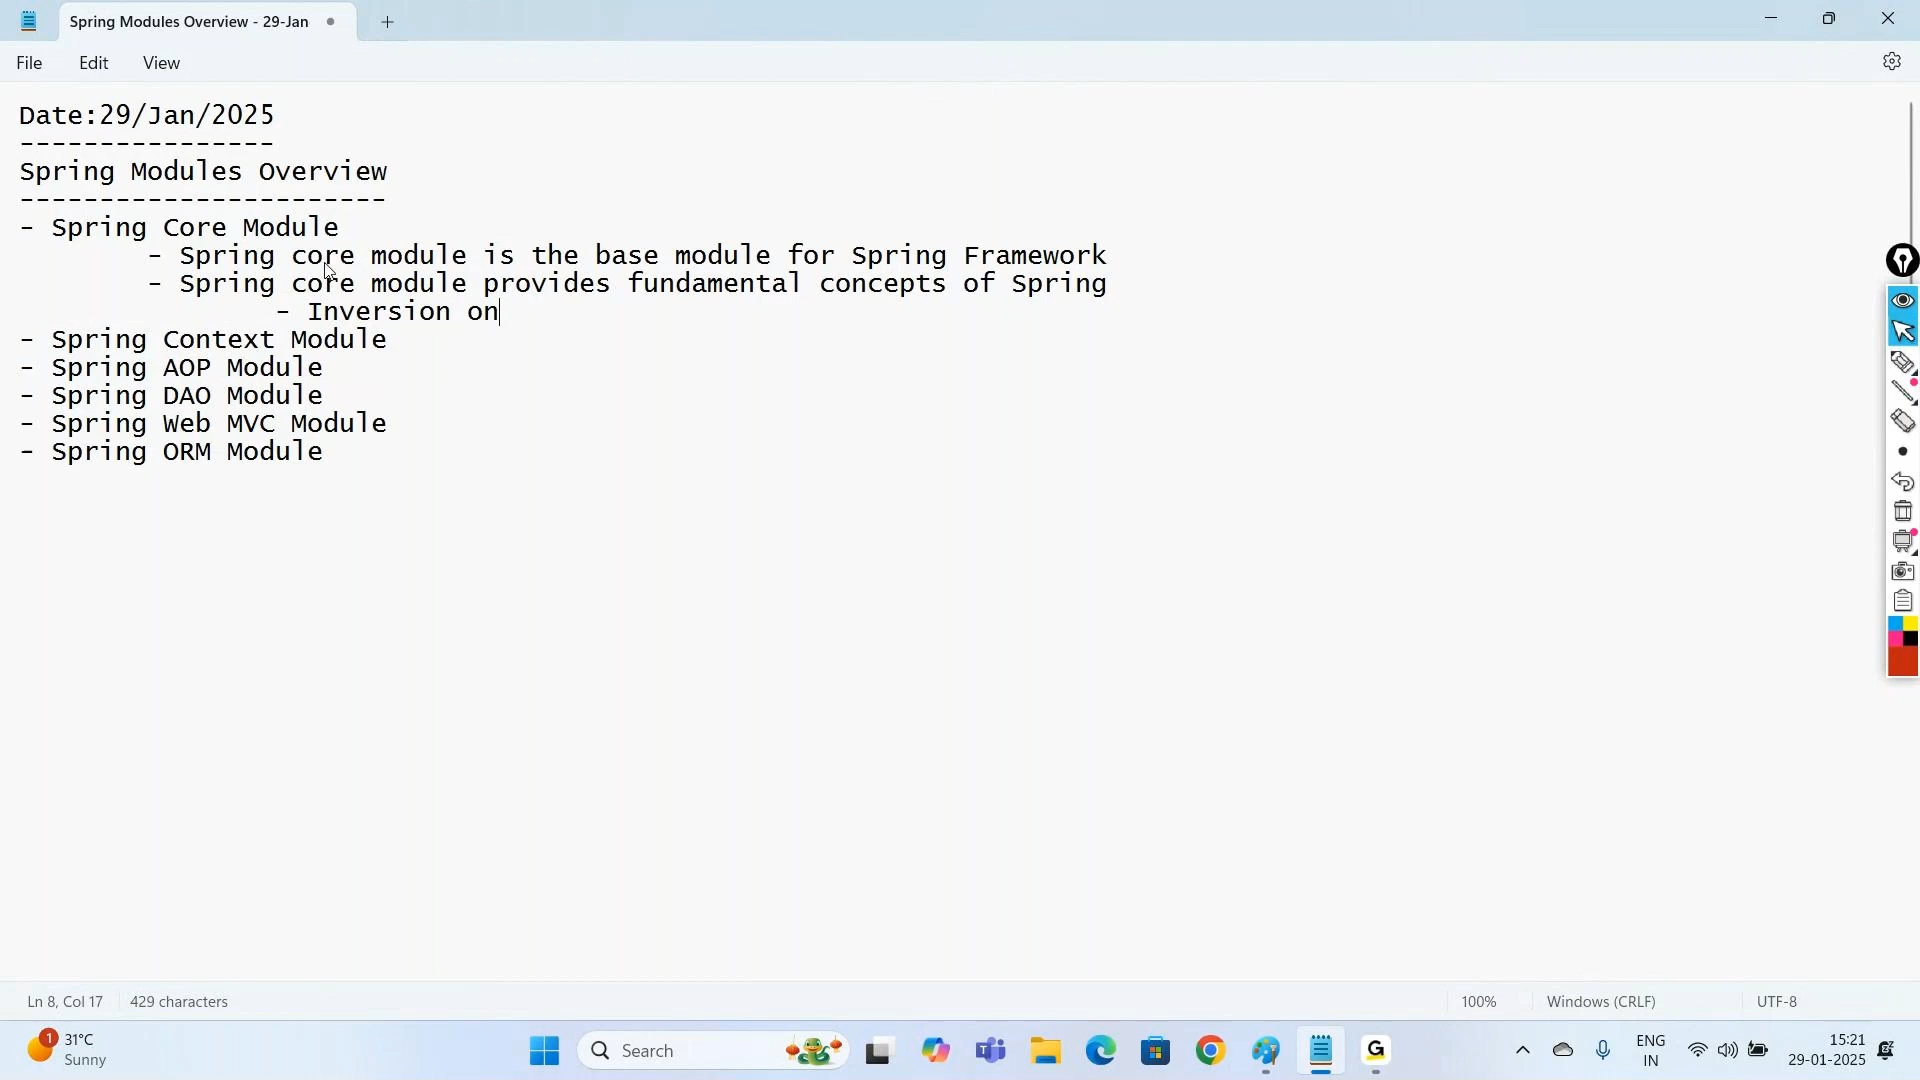 Spring Modules Overview - 29-Jan
File Edit View
Date:29/Jan/2025
----------------
Spring Modules Overview
-----------------------
- Spring Core Module
- Spring core module is the base module for Spring Framework
- Spring core module provides fundamental concepts of Spring
- Inversion on
- Spring Context Module
- Spring AOP Module
- Spring DAO Module
- Spring Web MVC Module
- Spring ORM Module
Ln 8, Col 17 429 characters 100% Windows (CRLF) UTF-8
1 31°C Search G ENG 15:21
Sunny IN 29-01-2025